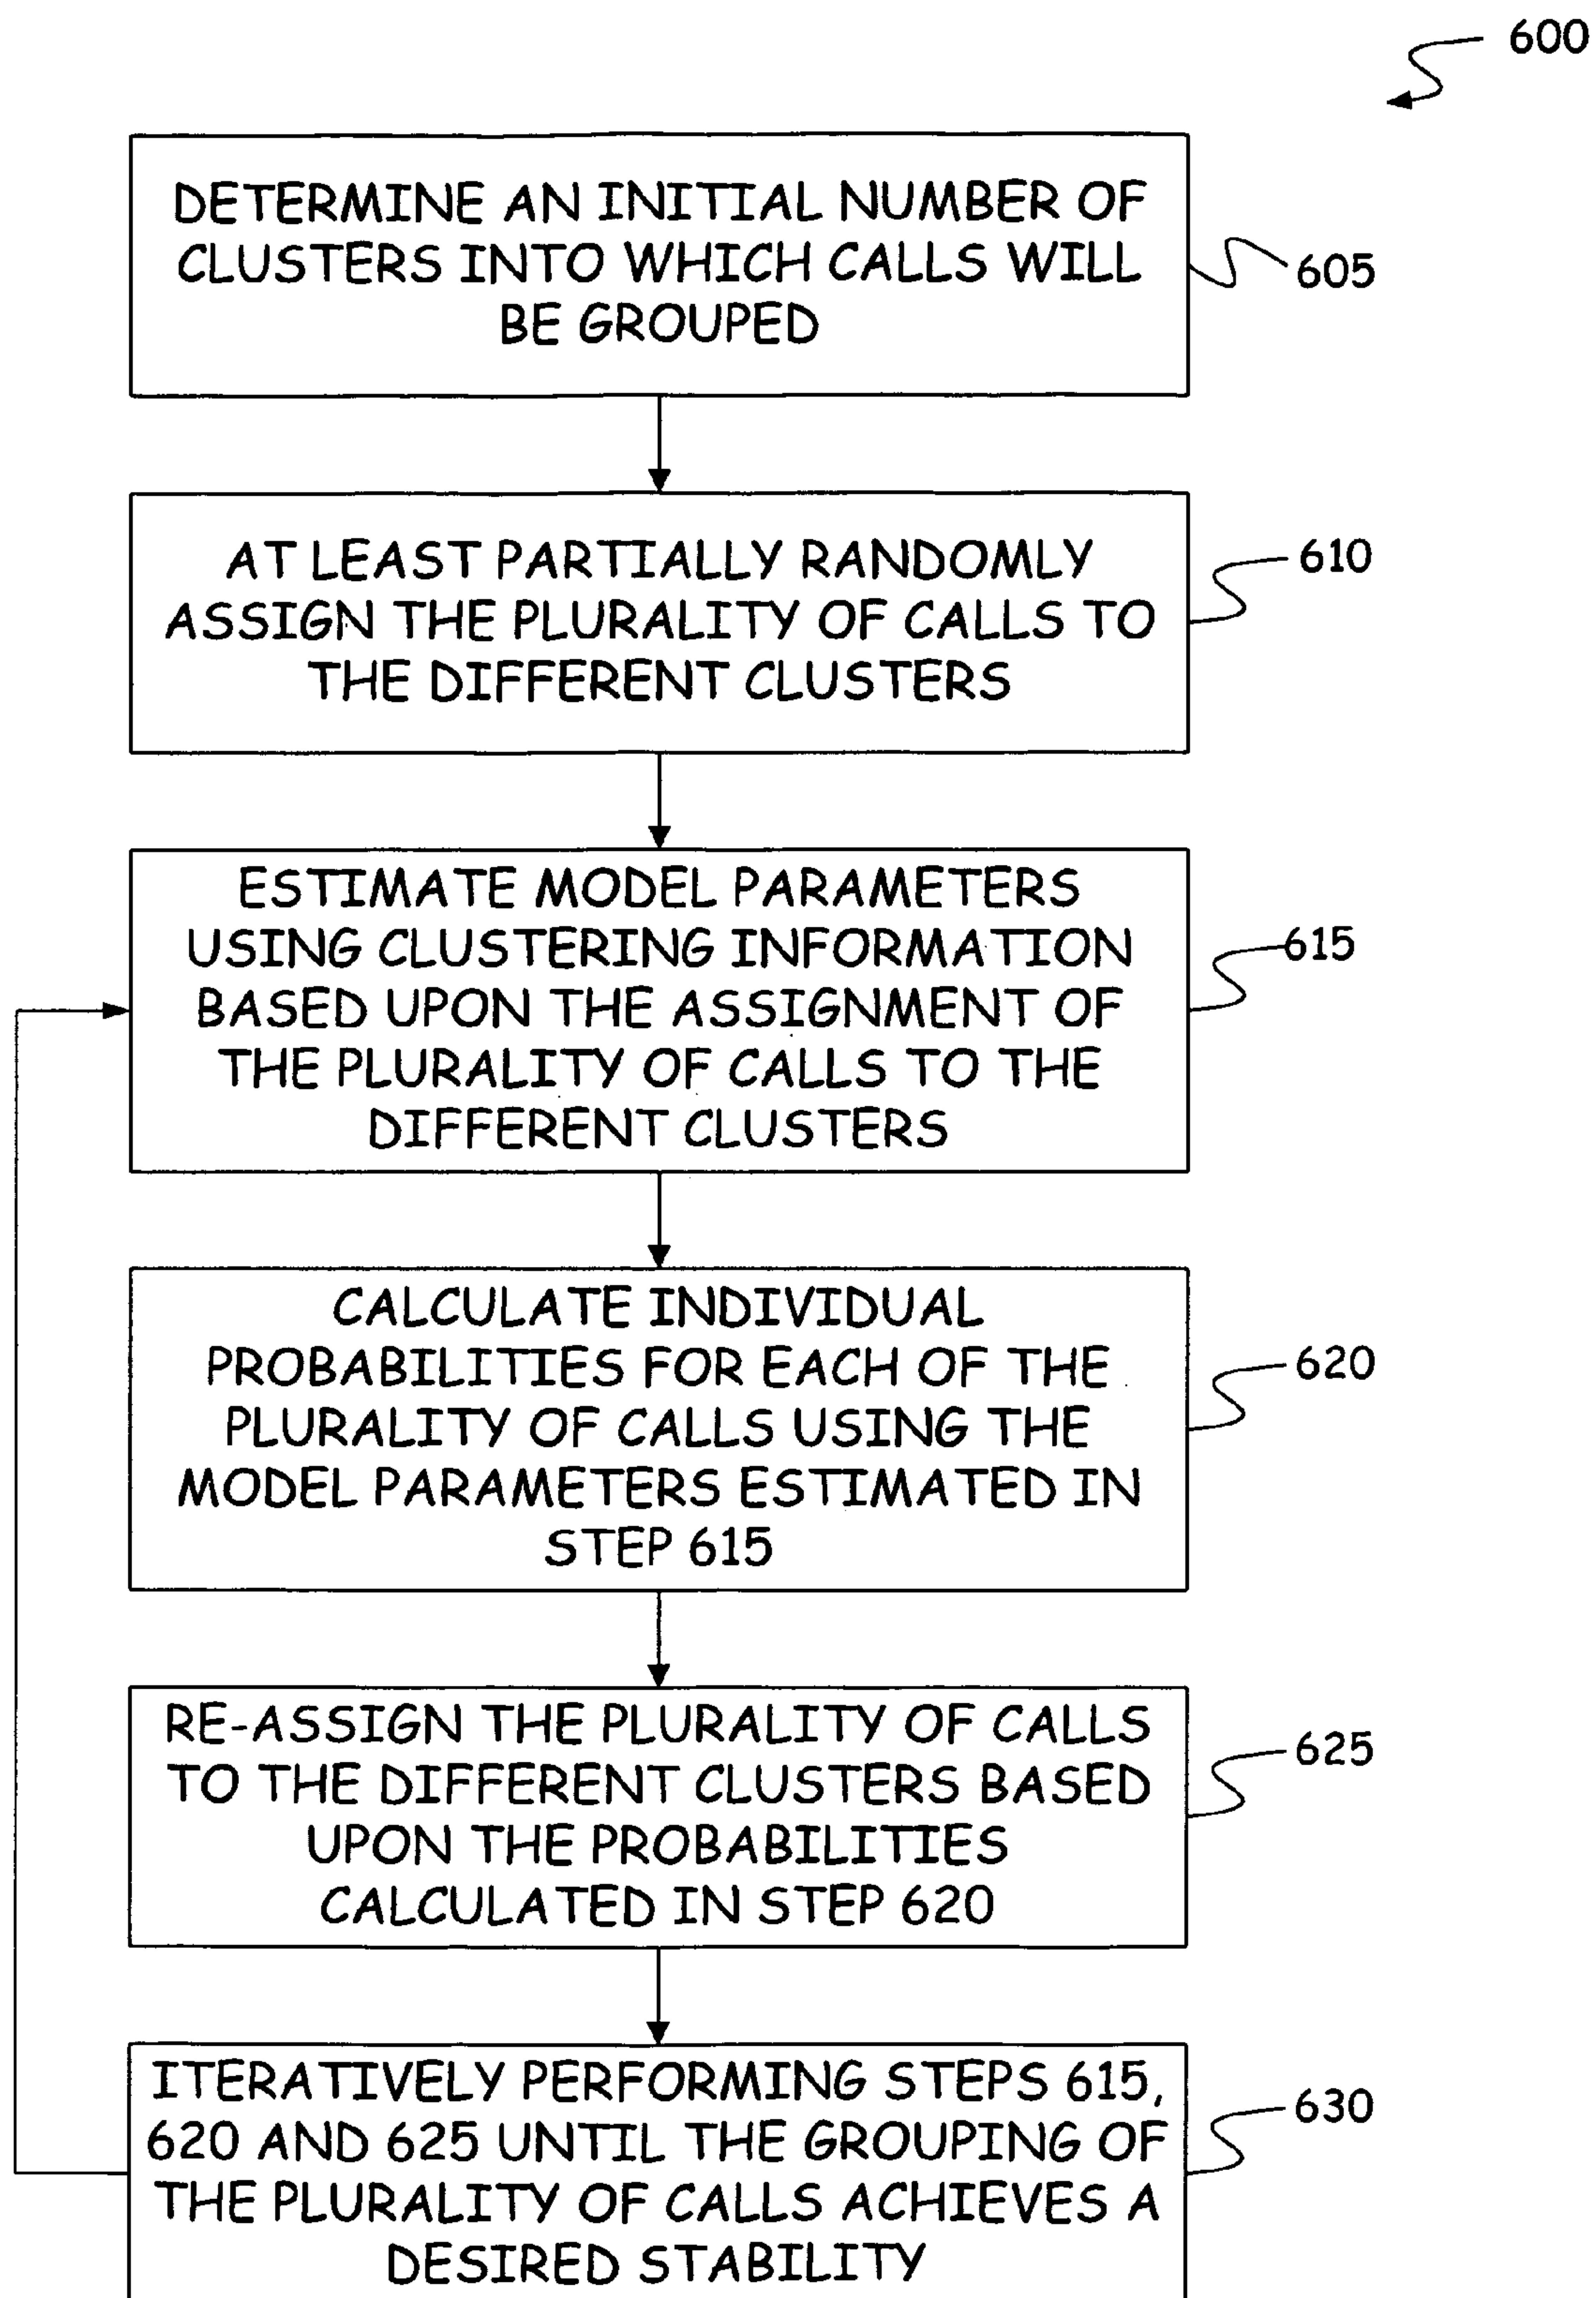 600
DETERMINE AN INITIAL NUMBER OF
CLUSTERS INTO WHICH CALLS WILL
BE GROUPED
605
AT LEAST PARTIALLY RANDOMLY
ASSIGN THE PLURALITY OF CALLS TO
THE DIFFERENT CLUSTERS
610
ESTIMATE MODEL PARAMETERS
USING CLUSTERING INFORMATION
BASED UPON THE ASSIGNMENT OF
THE PLURALITY OF CALLS TO THE
DIFFERENT CLUSTERS
615
CALCULATE INDIVIDUAL
PROBABILITIES FOR EACH OF THE
PLURALITY OF CALLS USING THE
MODEL PARAMETERS ESTIMATED IN
STEP 615
620
RE-ASSIGN THE PLURALITY OF CALLS
TO THE DIFFERENT CLUSTERS BASED
UPON THE PROBABILITIES
CALCULATED IN STEP 620
625
ITERATIVELY PERFORMING STEPS 615,
620 AND 625 UNTIL THE GROUPING OF
THE PLURALITY OF CALLS ACHIEVES A
DESIRED STABILITY
630